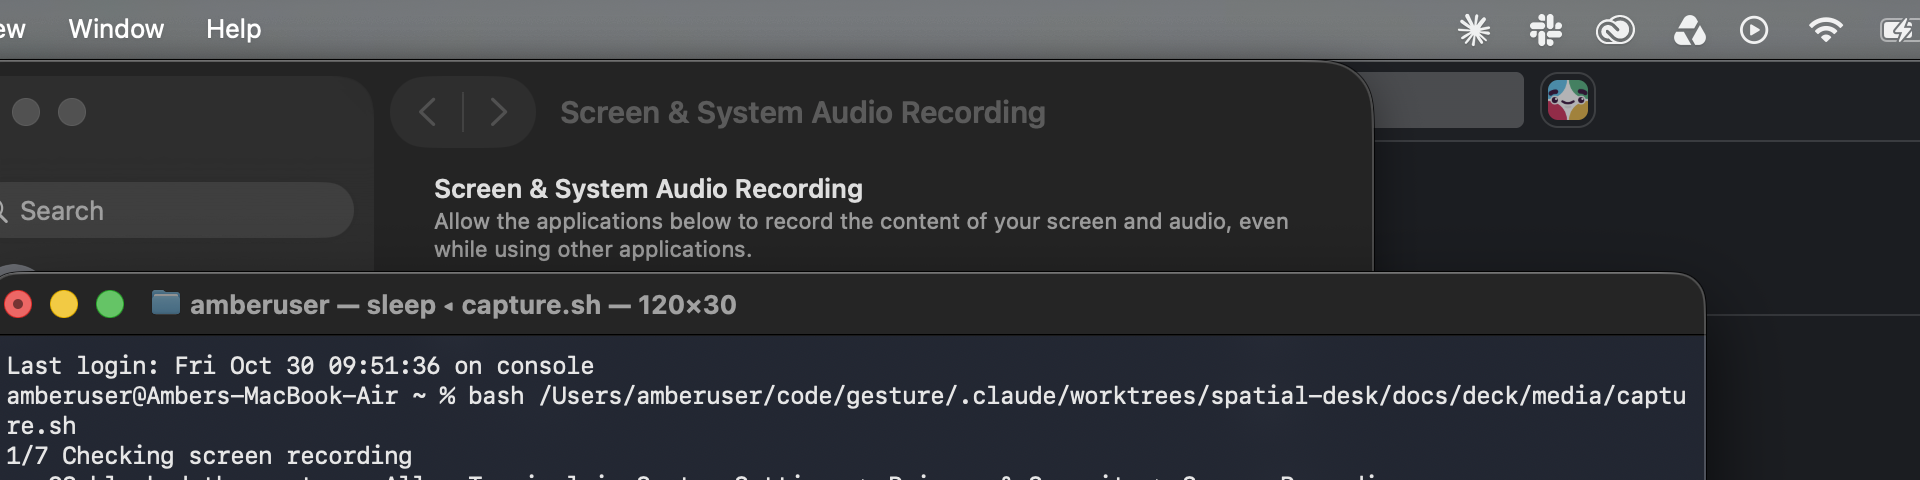 ew Window Help
Screen & System Audio Recording
Search
Screen & System Audio Recording
Allow the applications below to record the content of your screen and audio, even
while using other applications.
amberuser — sleep ◂ capture.sh — 120×30
Last login: Fri Oct 30 09:51:36 on console
amberuser@Ambers-MacBook-Air ~ % bash /Users/amberuser/code/gesture/.claude/worktrees/spatial-desk/docs/deck/media/captu
re.sh
1/7 Checking screen recording